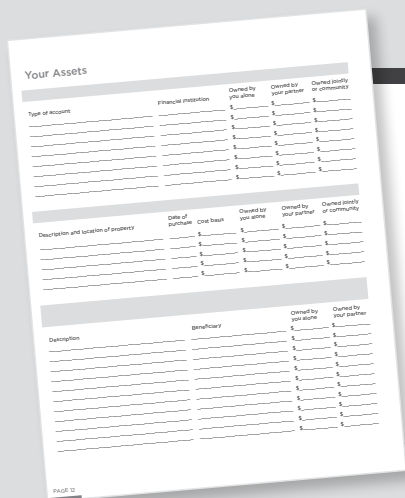 Your Assets
Type of account Financial institution Owned by you alone Owned by your partner Owned jointly or community
$ $ $
$ $ $
$ $ $
$ $ $
$ $ $
$ $ $
$ $ $
$ $ $
Description and location of property Date of purchase Cost basis Owned by you alone Owned by your partner Owned jointly or community
$ $ $ $
$ $ $ $
$ $ $ $
$ $ $ $
$ $ $ $
Description Beneficiary Owned by you alone Owned by your partner
$ $
$ $
$ $
$ $
$ $
$ $
$ $
$ $
$ $
$ $
$ $
PAGE 12